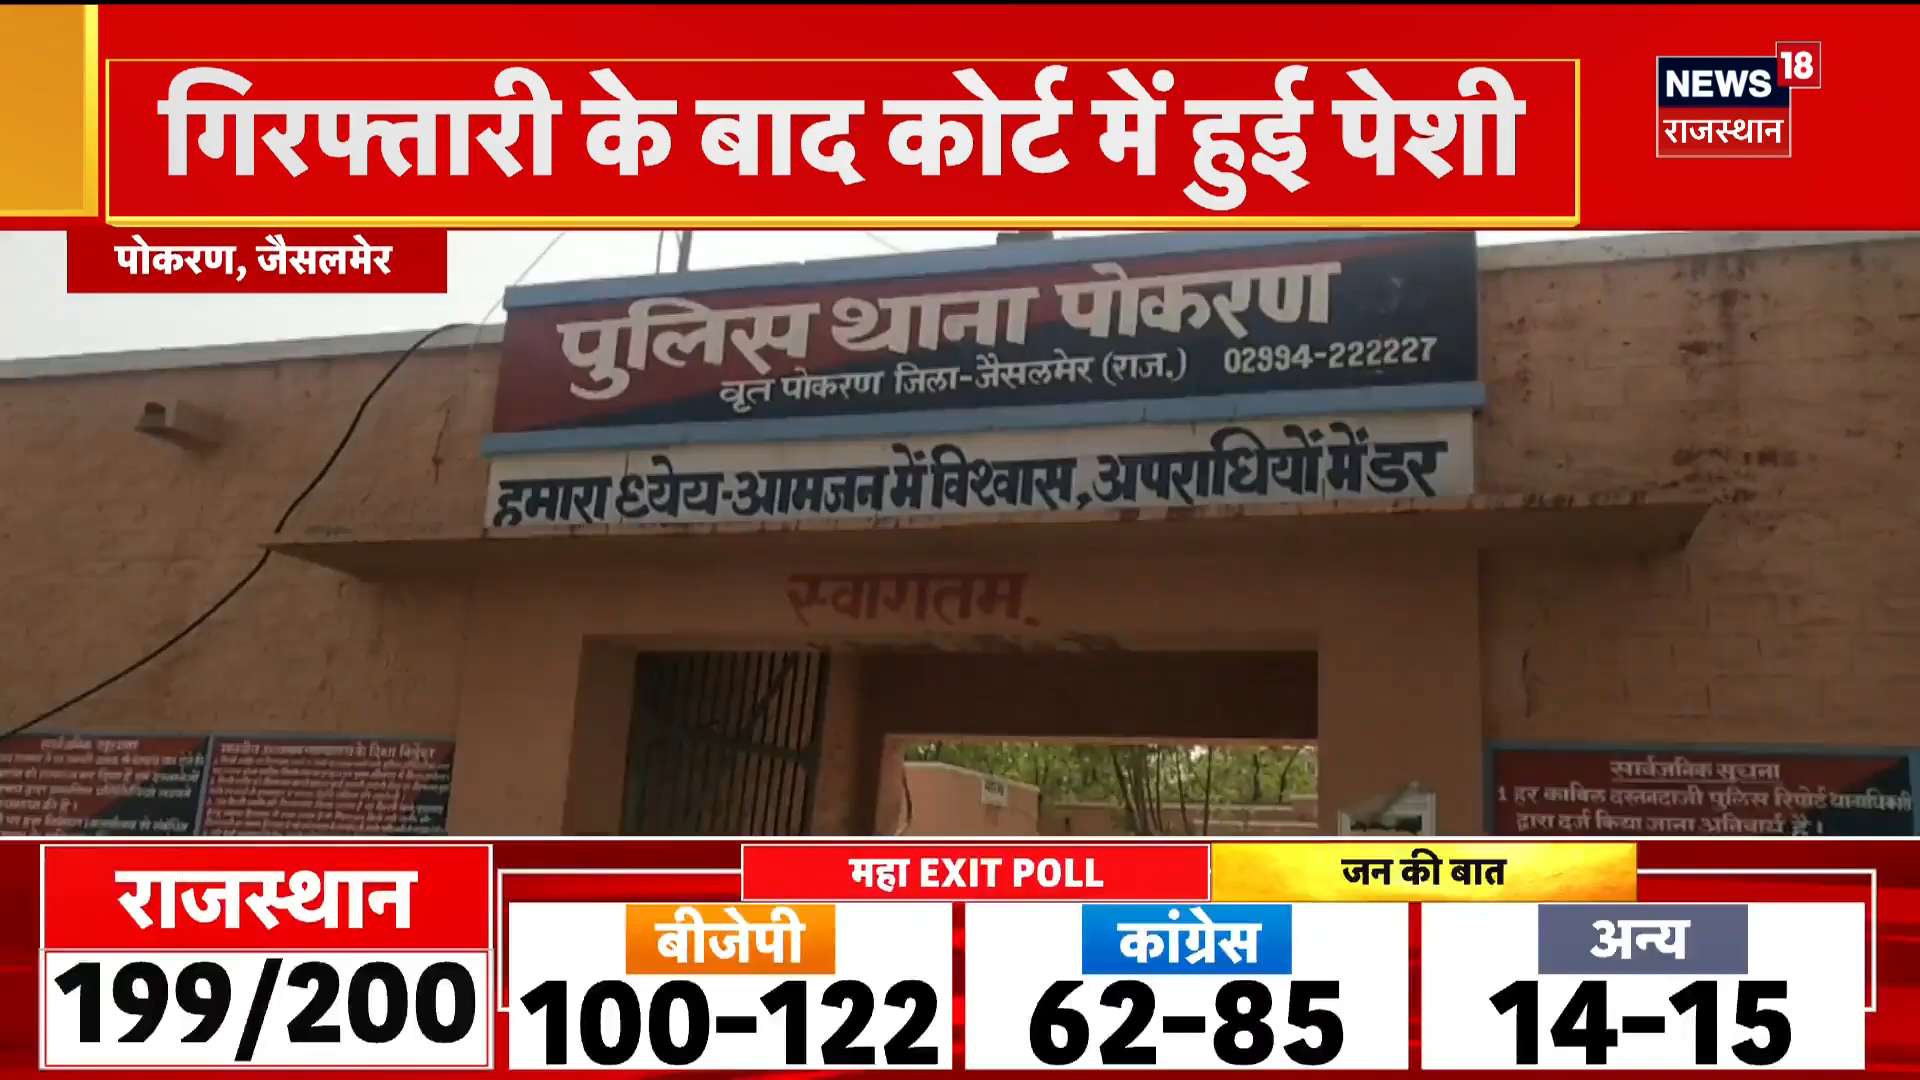 गिरफ्तारी के बाद कोर्ट में हुई पेशी
NEWS 18
राजस्थान
पोकरण, जैसलमेर
पुलिस थाना पोकरण
वृत पोकरण जिला-जैसलमेर (राज.) 02994-222227
हमारा ध्येय-आमजन में विश्वास, अपराधियों में डर
स्वागतम्
सार्वजनिक सूचना
सार्वजनिक सूचना
1 हर काबिल दस्तनदाजी पुलिस रिपोर्ट थानाधिकारी
द्वारा दर्ज किया जाना अनिवार्य है।
राजस्थान
199/200
महा EXIT POLL
जन की बात
बीजेपी
100-122
कांग्रेस
62-85
अन्य
14-15